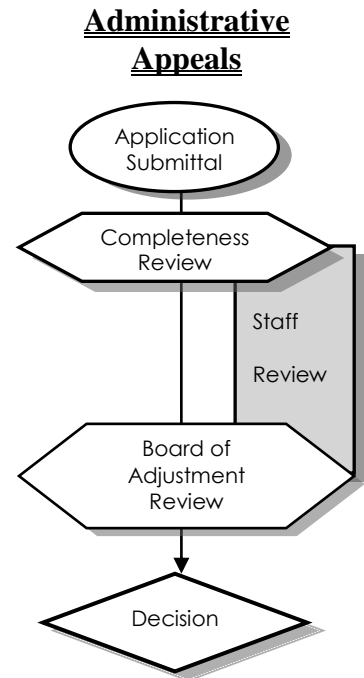 Administrative
Appeals
Application
Submittal
Completeness
Review
Staff
Review
Board of
Adjustment
Review
Decision